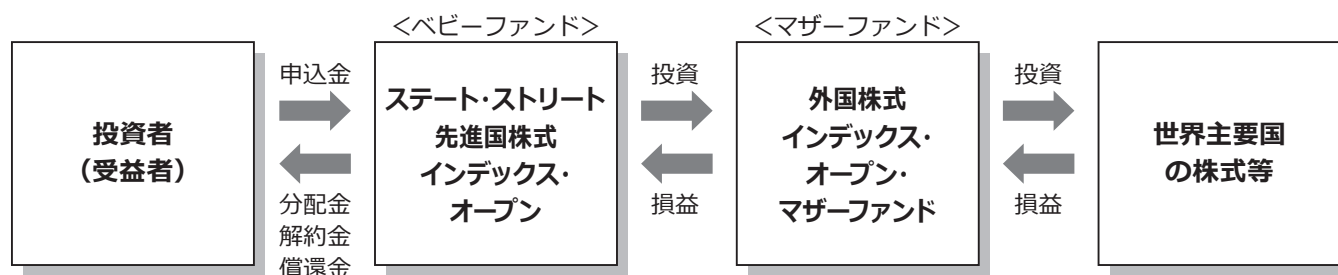 <ベビーファンド>
<マザーファンド>
投資者
(受益者)
申込金
分配金
解約金
償還金
ステート・ストリート
先進国株式
インデックス・
オープン
投資
損益
外国株式
インデックス・
オープン・
マザーファンド
投資
損益
世界主要国
の株式等